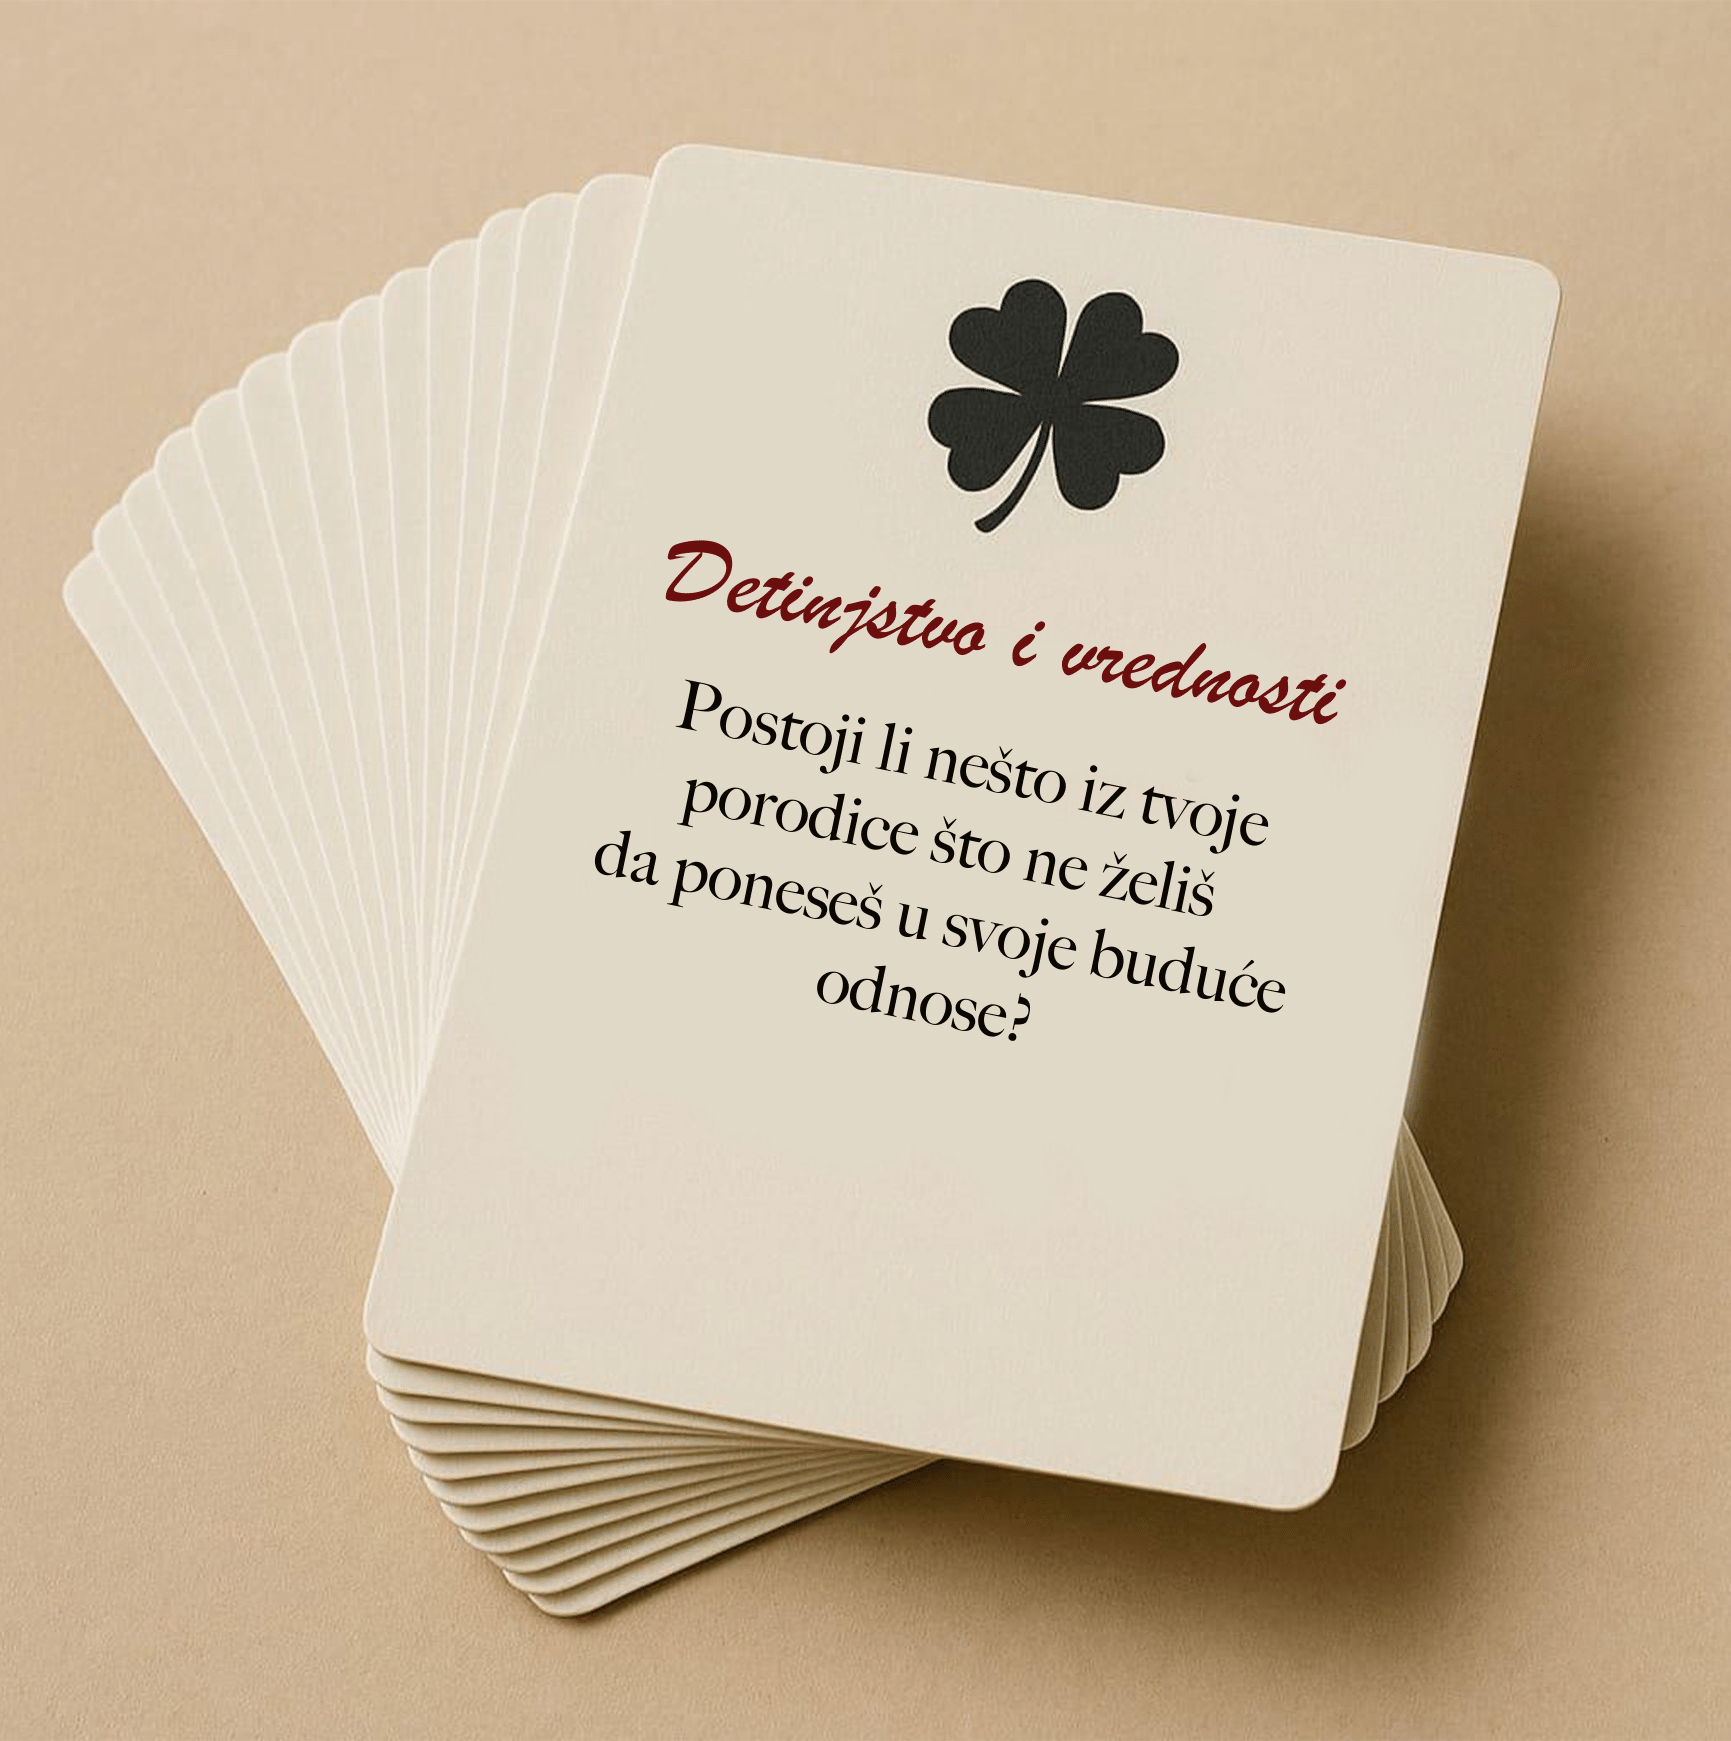 Detinjstvo i vrednosti
Postoji li nešto iz tvoje
porodice što ne želiš
da poneseš u svoje buduće
odnose?